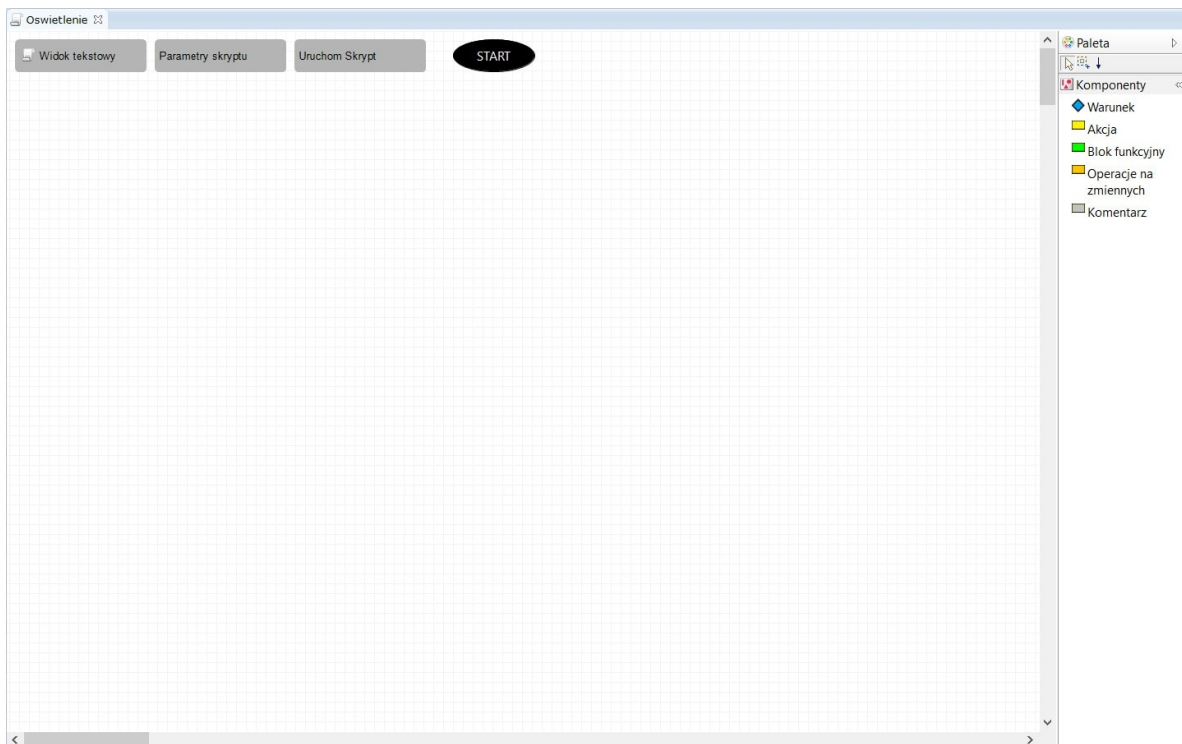 Oswietlenie
Widok tekstowy
Parametry skryptu
Uruchom Skrypt
START
Paleta
Komponenty
Warunek
Akcja
Blok funkcyjny
Operacje na
zmiennych
Komentarz